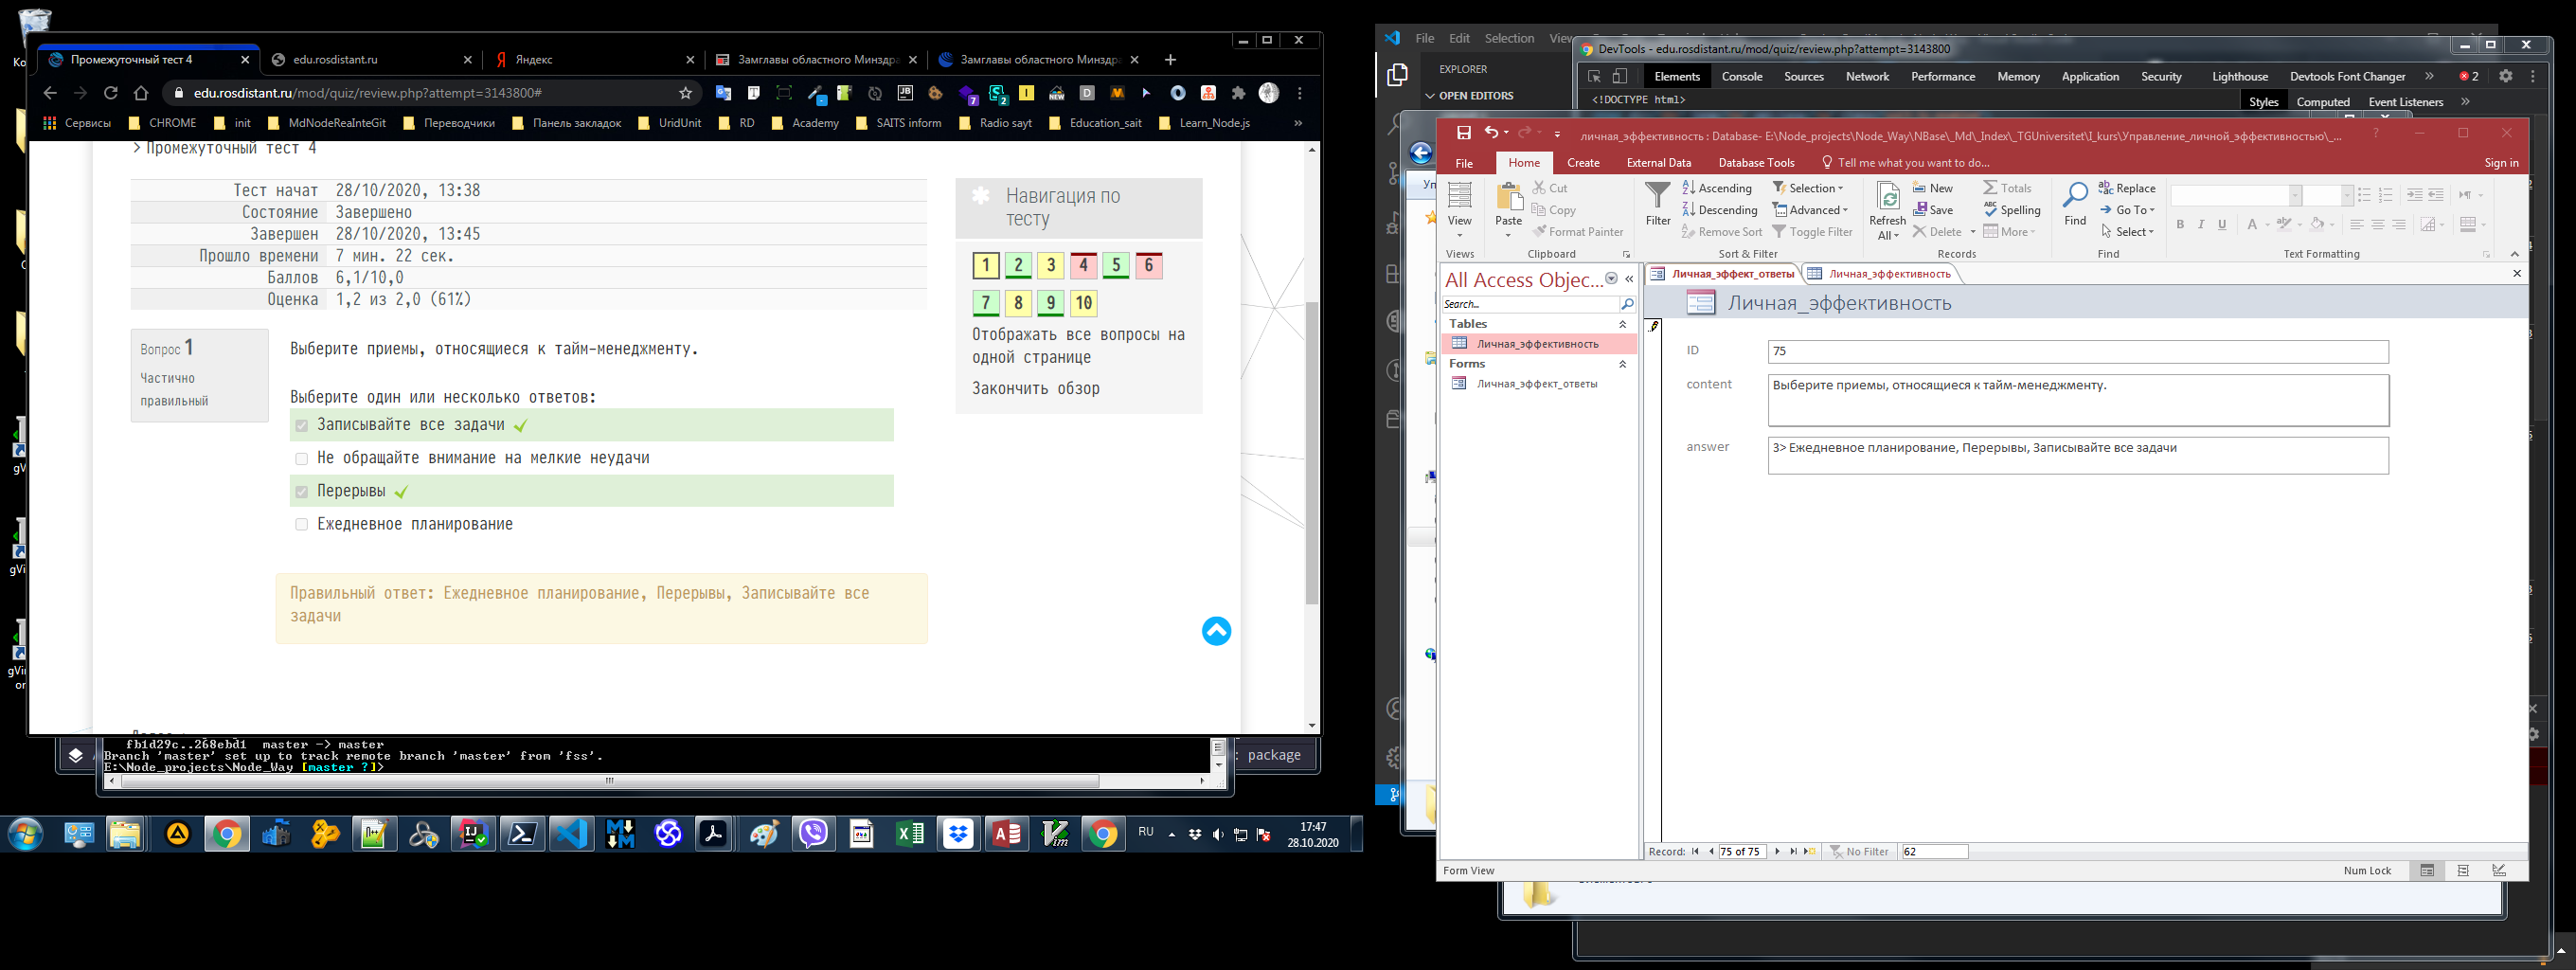 Промежуточный тест 4
edu.rosdistant.ru
Яндекс
Замглавы областного Минздра
Замглавы областного Минздра
edu.rosdistant.ru/mod/quiz/review.php?attempt=3143800#
Сервисы
CHROME
init
MdNodeReaInteGit
Переводчики
Панель закладок
UridUnit
RD
Academy
SAITS inform
Radio sayt
Education_sait
Learn_Node.js
> Промежуточный тест 4
Тест начат 28/10/2020, 13:38
Состояние Завершено
Завершен 28/10/2020, 13:45
Прошло времени 7 мин. 22 сек.
Баллов 6,1/10,0
Оценка 1,2 из 2,0 (61%)
Вопрос 1
Частично
правильный
Выберите приемы, относящиеся к тайм-менеджменту.
Выберите один или несколько ответов:
Записывайте все задачи
Не обращайте внимание на мелкие неудачи
Перерывы
Ежедневное планирование
Правильный ответ: Ежедневное планирование, Перерывы, Записывайте все
задачи
Навигация по
тесту
1 2 3 4 5 6
7 8 9 10
Отображать все вопросы на
одной странице
Закончить обзор
fb1d29c..268ebd1 master -> master
Branch 'master' set up to track remote branch 'master' from 'fss'.
E:\Node_projects\Node_Way [master ?]>
: package
RU
17:47
28.10.2020
File Edit Selection
EXPLORER
OPEN EDITORS
DevTools - edu.rosdistant.ru/mod/quiz/review.php?attempt=3143800
Elements Console Sources Network Performance Memory Application Security Lighthouse Devtools Font Changer
2
<!DOCTYPE html>
Styles Computed Event Listeners
личная_эффективность : Database- E:\Node_projects\Node_Way\NBase\_Md\_Index\_TGUniversitet\I_kurs\Управление_личной_эффективностью\_...
File Home Create External Data Database Tools Tell me what you want to do...
Sign in
View
Views
Paste
Cut
Copy
Format Painter
Clipboard
Filter
Ascending
Descending
Remove Sort
Selection
Advanced
Toggle Filter
Sort & Filter
Refresh
All
New
Save
Delete
Totals
Spelling
More
Records
Find
Replace
Go To
Select
Find
B I U
Text Formatting
All Access Objec...
Search...
Tables
Личная_эффективность
Forms
Личная_эффект_ответы
Личная_эффект_ответы
Личная_эффективность
Личная_эффективность
ID 75
content Выберите приемы, относящиеся к тайм-менеджменту.
answer 3> Ежедневное планирование, Перерывы, Записывайте все задачи
Record: 75 of 75 No Filter 62
Form View
Num Lock